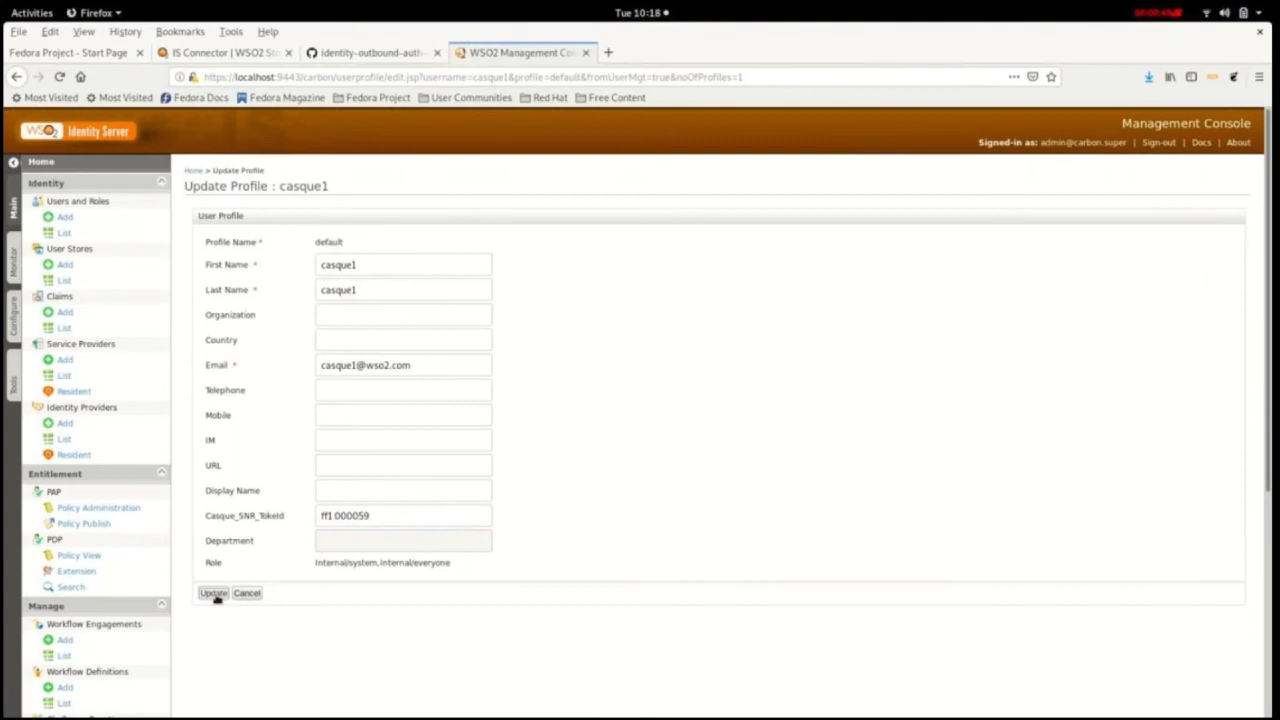 Activities Firefox Tue 10:18
File Edit View History Bookmarks Tools Help
Fedora Project - Start Page IS Connector | WSO2 St identity-outbound-auth- WSO2 Management Con
https://localhost:9443/carbon/userprofile/edit.jsp?username=casque1&profile=default&fromUserMgt=true&noOfProfiles=1
Most Visited Most Visited Fedora Docs Fedora Magazine Fedora Project User Communities Red Hat Free Content
WSO2 Identity Server
Management Console
Signed-in as: admin@carbon.super | Sign-out | Docs | About
Home
Main
Monitor
Configure
Tools
Identity
Users and Roles
Add
List
User Stores
Add
List
Claims
Add
List
Service Providers
Add
List
Resident
Identity Providers
Add
List
Resident
Entitlement
PAP
Policy Administration
Policy Publish
PDP
Policy View
Extension
Search
Manage
Workflow Engagements
Add
List
Workflow Definitions
Add
List
Home > Update Profile
Update Profile : casque1
User Profile
Profile Name * default
First Name * casque1
Last Name * casque1
Organization
Country
Email * casque1@wso2.com
Telephone
Mobile
IM
URL
Display Name
Casque_SNR_TokeId ff1 000059
Department
Role Internal/system,Internal/everyone
Update Cancel